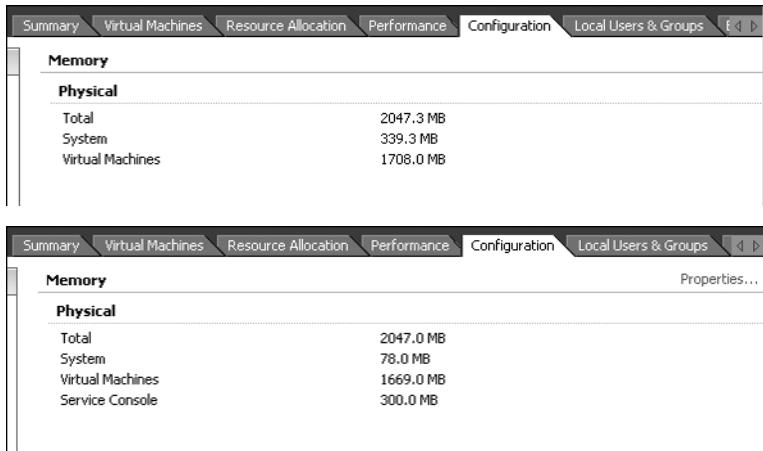 Summary Virtual Machines Resource Allocation Performance Configuration Local Users & Groups
Memory
Physical
Total 2047.3 MB
System 339.3 MB
Virtual Machines 1708.0 MB
Summary Virtual Machines Resource Allocation Performance Configuration Local Users & Groups
Memory Properties...
Physical
Total 2047.0 MB
System 78.0 MB
Virtual Machines 1669.0 MB
Service Console 300.0 MB